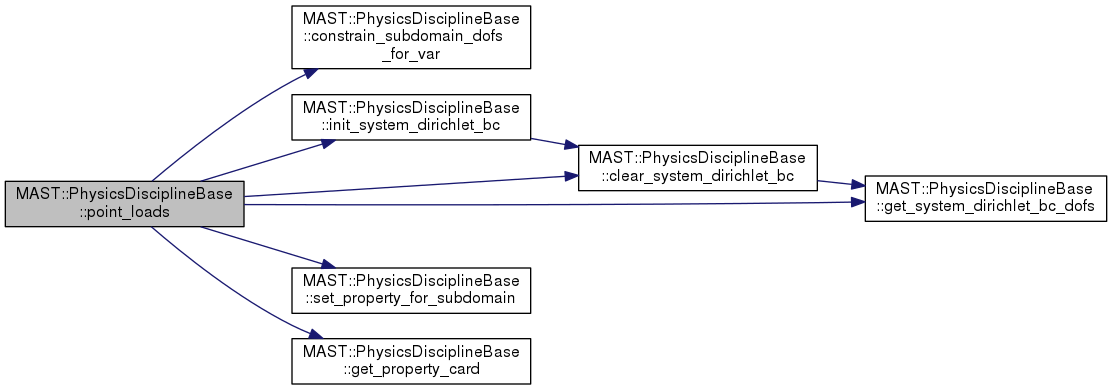 MAST::PhysicsDisciplineBase
::point_loads
MAST::PhysicsDisciplineBase
::constrain_subdomain_dofs
_for_var
MAST::PhysicsDisciplineBase
::init_system_dirichlet_bc
MAST::PhysicsDisciplineBase
::clear_system_dirichlet_bc
MAST::PhysicsDisciplineBase
::get_system_dirichlet_bc_dofs
MAST::PhysicsDisciplineBase
::set_property_for_subdomain
MAST::PhysicsDisciplineBase
::get_property_card